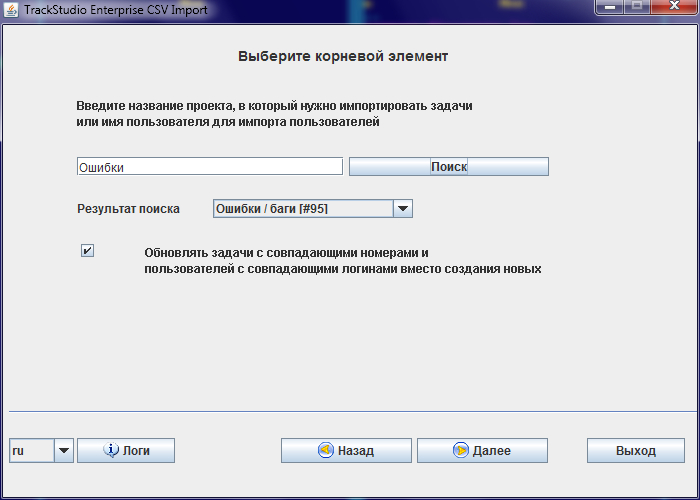 TrackStudio Enterprise CSV Import
Выберите корневой элемент
Введите название проекта, в который нужно импортировать задачи
или имя пользователя для импорта пользователей
Ошибки
Поиск
Результат поиска
Ошибки / баги [#95]
Обновлять задачи с совпадающими номерами и
пользователей с совпадающими логинами вместо создания новых
ru
Логи
Назад
Далее
Выход